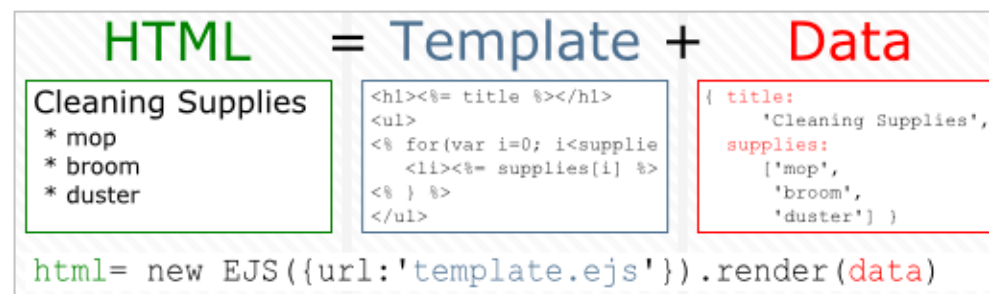 HTML = Template + Data
Cleaning Supplies
* mop
* broom
* duster
<h1><%= title %></h1>
<ul>
<% for(var i=0; i<supplie
<li><%= supplies[i] %>
<% } %>
</ul>
{ title:
'Cleaning Supplies',
supplies:
['mop',
'broom',
'duster'] }
html= new EJS({url:'template.ejs'}).render(data)